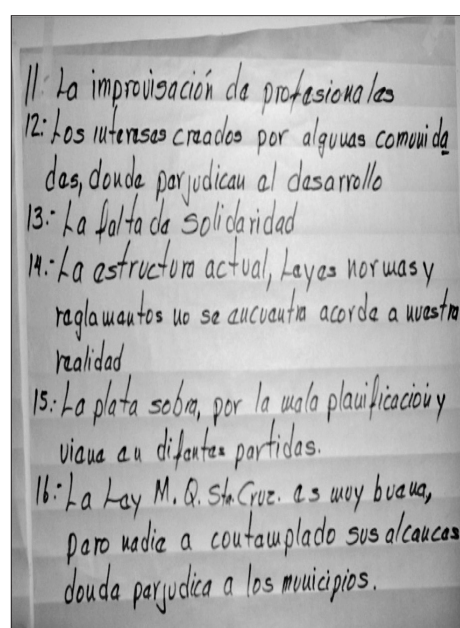 11.- La improvisación de profesionales
12.- Los intereses creados por algunas comunida
des, donde perjudican al desarrollo
13.- La falta de solidaridad
14.- La estructura actual, Leyes normas y
reglamentos no se encuentra acorde a nuestra
realidad
15.- La plata sobra, por la mala planificación y
viene en difentes partidas.
16.- La Ley M. Q. Sta. Cruz. es muy buena,
pero nadie a contemplado sus alcances
donde perjudica a los municipios.